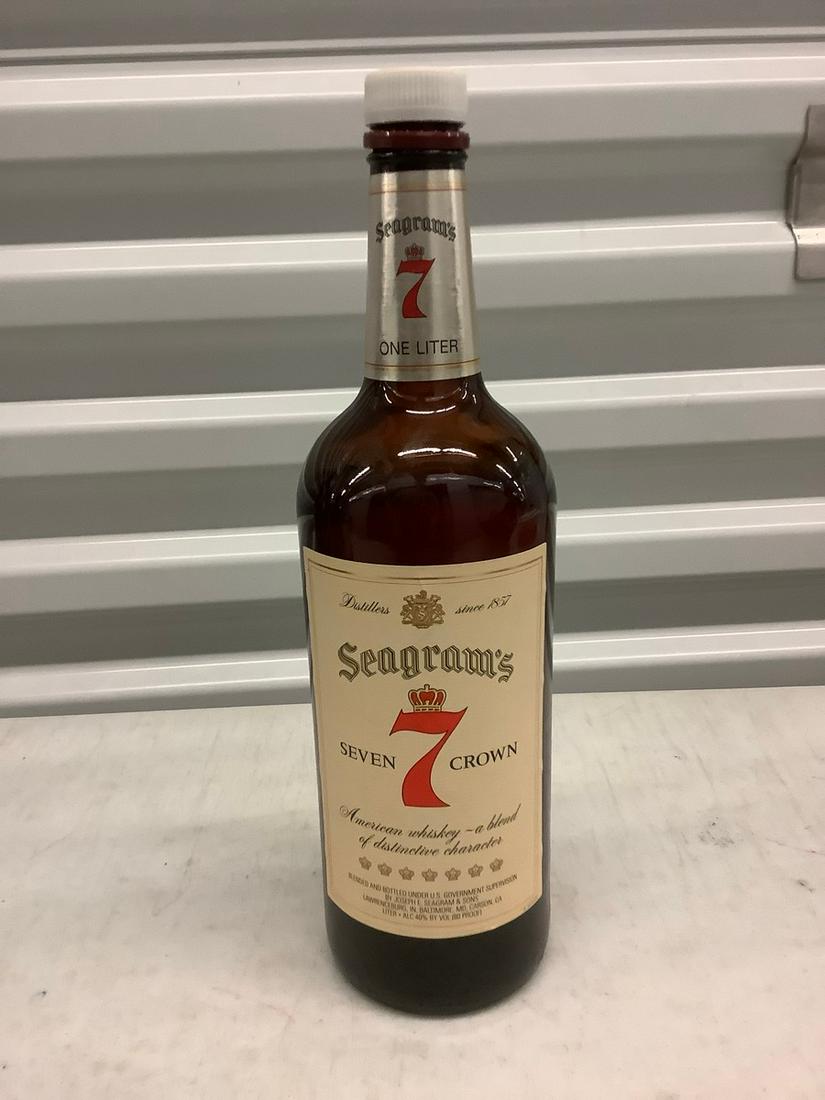 Seagram's
7
ONE LITER
Distillers since 1857
Seagram's
SEVEN 7 CROWN
American whiskey – a blend
of distinctive character
BLENDED AND BOTTLED UNDER U.S. GOVERNMENT SUPERVISION
BY JOSEPH E. SEAGRAM & SONS
LAWRENCEBURG, IN, BALTIMORE, MD, CARSON, CA
LITER • ALC 40% BY VOL (80 PROOF)